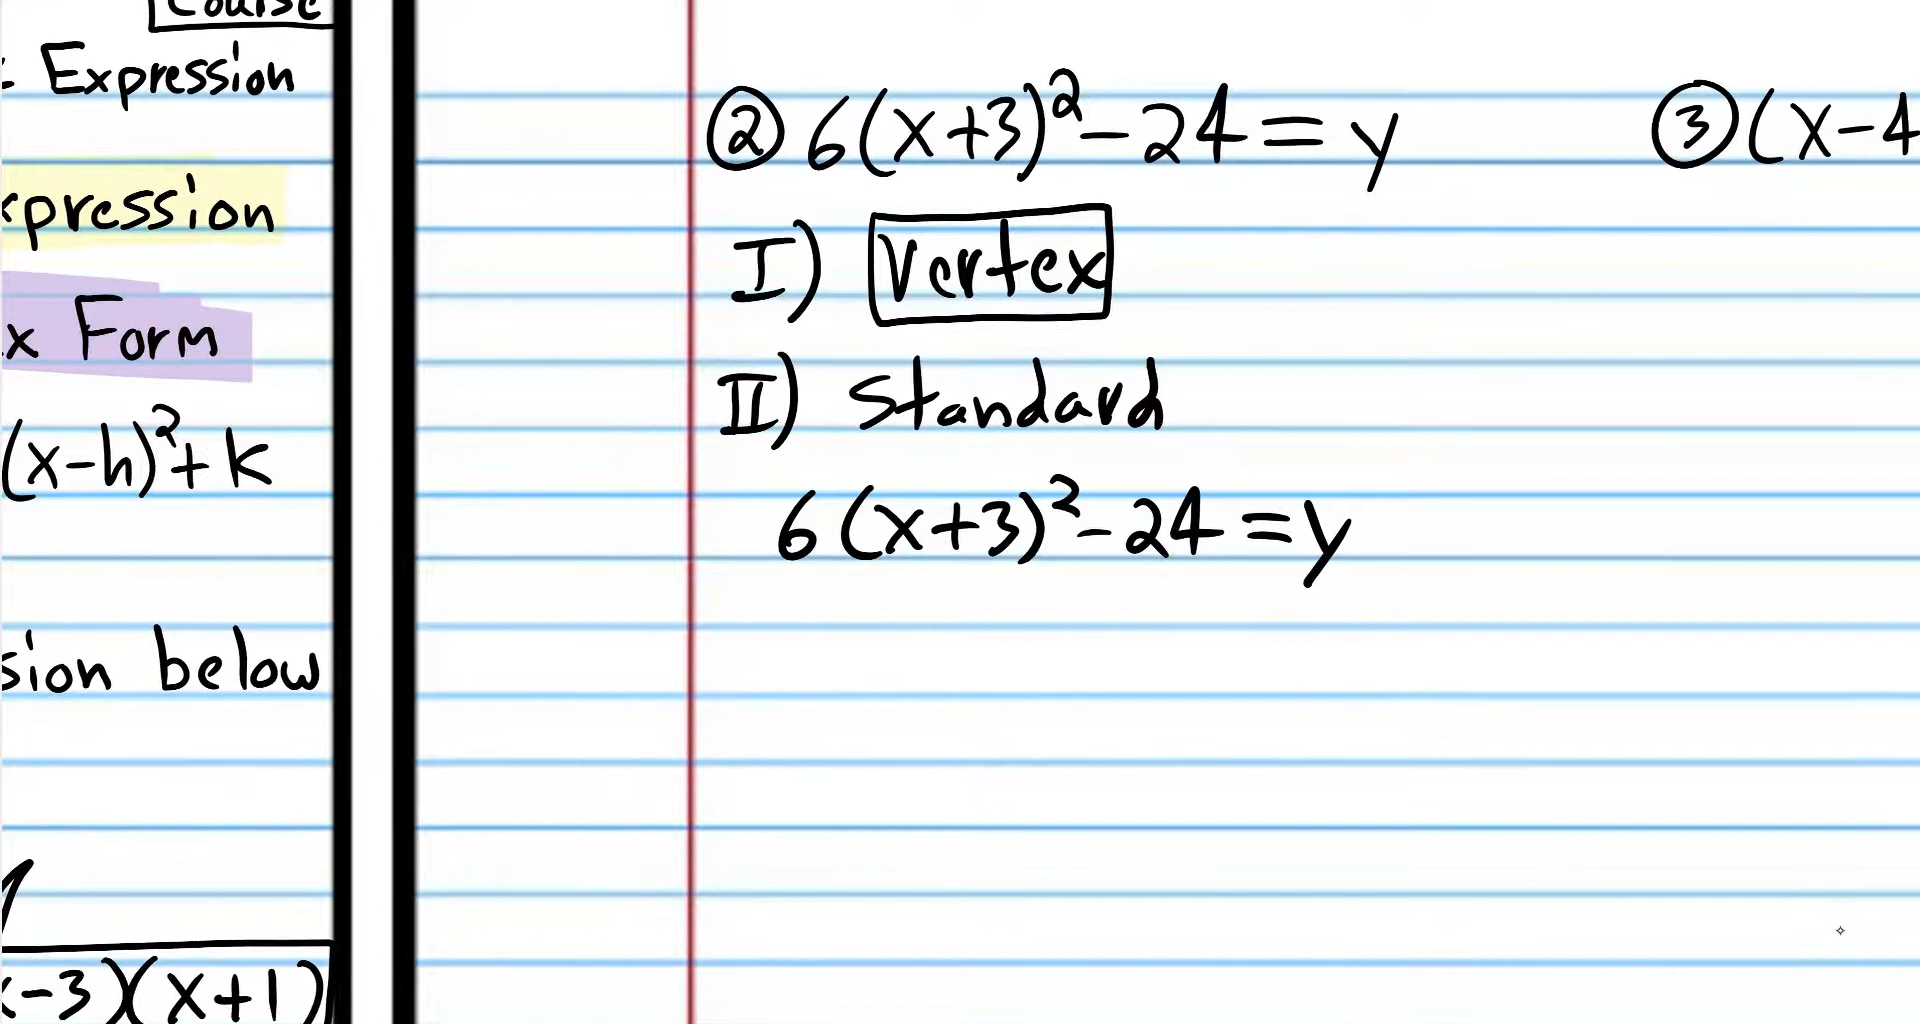 Course
Expression
pression
x Form
(x-h)²+k
sion below
-3)(x+1)
② 6(x+3)²-24=y
I) Vertex
II) Standard
6(x+3)²-24=y
③ (x-4